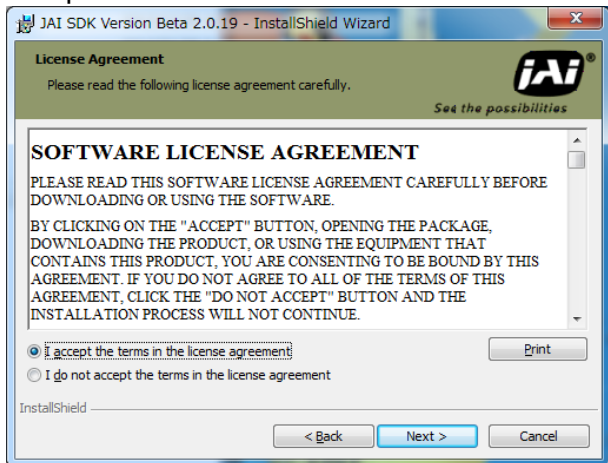 JAI SDK Version Beta 2.0.19 - InstallShield Wizard
License Agreement
Please read the following license agreement carefully.
JAi®
See the possibilities
SOFTWARE LICENSE AGREEMENT
PLEASE READ THIS SOFTWARE LICENSE AGREEMENT CAREFULLY BEFORE
DOWNLOADING OR USING THE SOFTWARE.
BY CLICKING ON THE "ACCEPT" BUTTON, OPENING THE PACKAGE,
DOWNLOADING THE PRODUCT, OR USING THE EQUIPMENT THAT
CONTAINS THIS PRODUCT, YOU ARE CONSENTING TO BE BOUND BY THIS
AGREEMENT. IF YOU DO NOT AGREE TO ALL OF THE TERMS OF THIS
AGREEMENT, CLICK THE "DO NOT ACCEPT" BUTTON AND THE
INSTALLATION PROCESS WILL NOT CONTINUE.
I accept the terms in the license agreement
Print
I do not accept the terms in the license agreement
InstallShield
< Back
Next >
Cancel